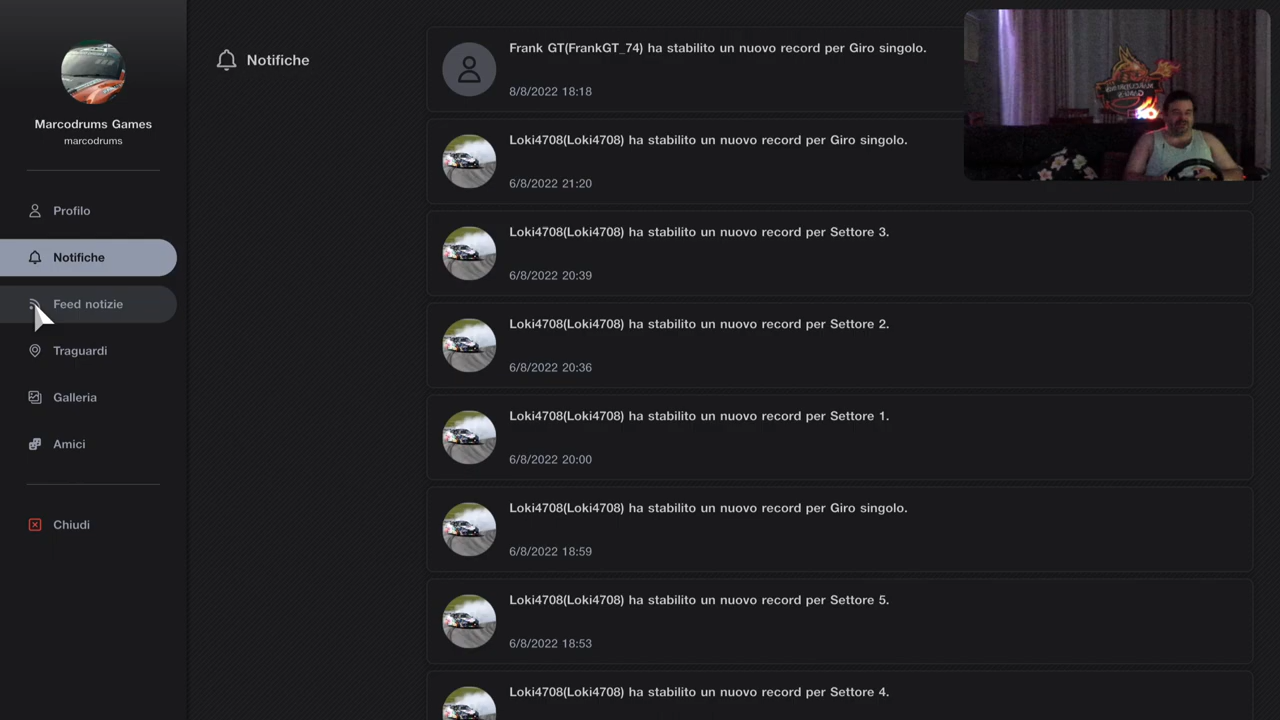 Marcodrums Games
marcodrums
Profilo
Notifiche
Feed notizie
Traguardi
Galleria
Amici
Chiudi
Notifiche
Frank GT(FrankGT_74) ha stabilito un nuovo record per Giro singolo.
8/8/2022 18:18
Loki4708(Loki4708) ha stabilito un nuovo record per Giro singolo.
6/8/2022 21:20
Loki4708(Loki4708) ha stabilito un nuovo record per Settore 3.
6/8/2022 20:39
Loki4708(Loki4708) ha stabilito un nuovo record per Settore 2.
6/8/2022 20:36
Loki4708(Loki4708) ha stabilito un nuovo record per Settore 1.
6/8/2022 20:00
Loki4708(Loki4708) ha stabilito un nuovo record per Giro singolo.
6/8/2022 18:59
Loki4708(Loki4708) ha stabilito un nuovo record per Settore 5.
6/8/2022 18:53
Loki4708(Loki4708) ha stabilito un nuovo record per Settore 4.